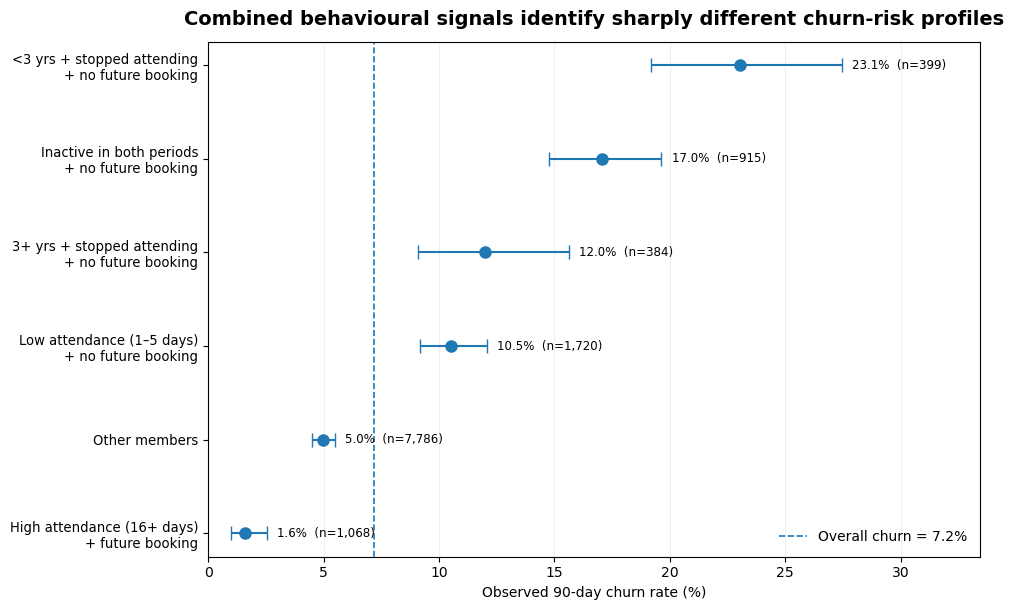 Combined behavioural signals identify sharply different churn-risk profiles
<3 yrs + stopped attending
+ no future booking
23.1%  (n=399)
Inactive in both periods
+ no future booking
17.0%  (n=915)
3+ yrs + stopped attending
+ no future booking
12.0%  (n=384)
Low attendance (1–5 days)
+ no future booking
10.5%  (n=1,720)
Other members
5.0%  (n=7,786)
High attendance (16+ days)
+ future booking
1.6%  (n=1,068)
Overall churn = 7.2%
0 5 10 15 20 25 30
Observed 90-day churn rate (%)